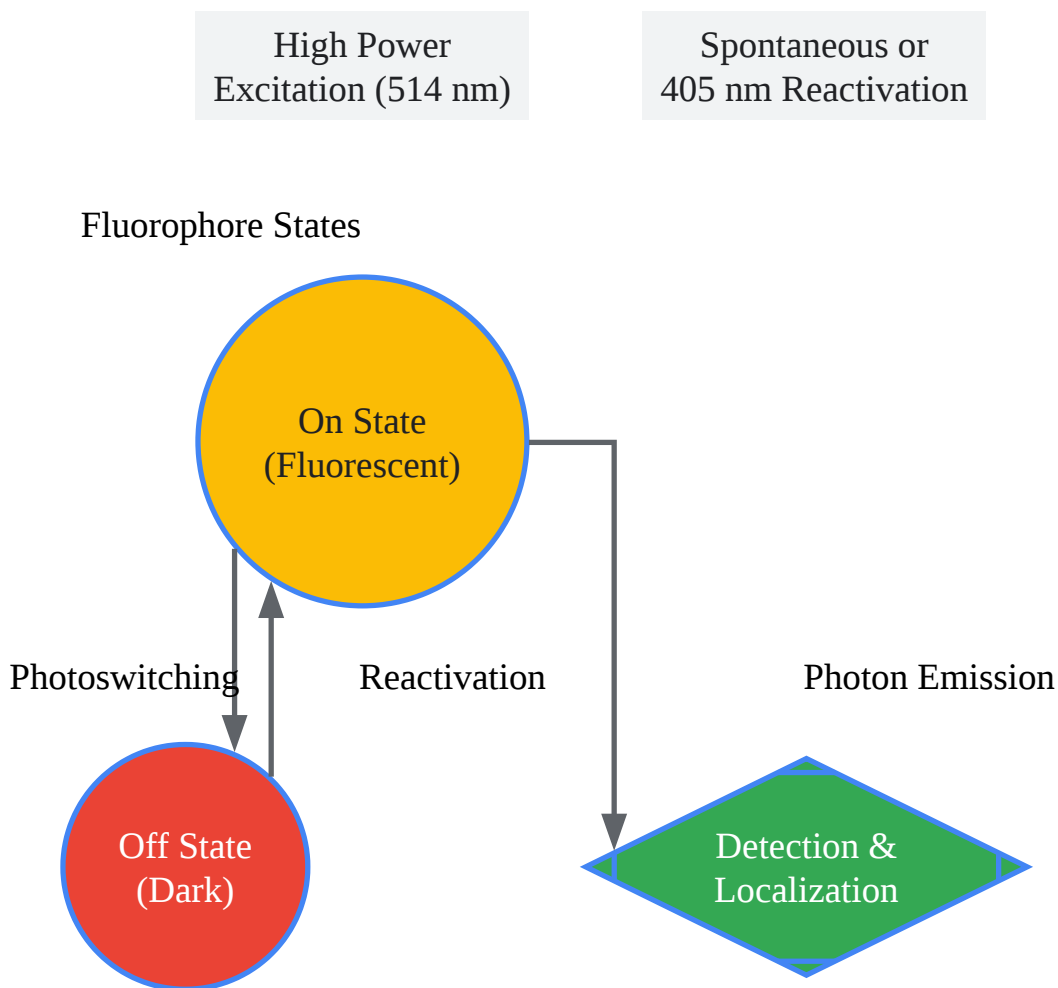 High Power
Excitation (514 nm)
Spontaneous or
405 nm Reactivation
Fluorophore States
On State
(Fluorescent)
Photoswitching
Reactivation
Photon Emission
Off State
(Dark)
Detection &
Localization